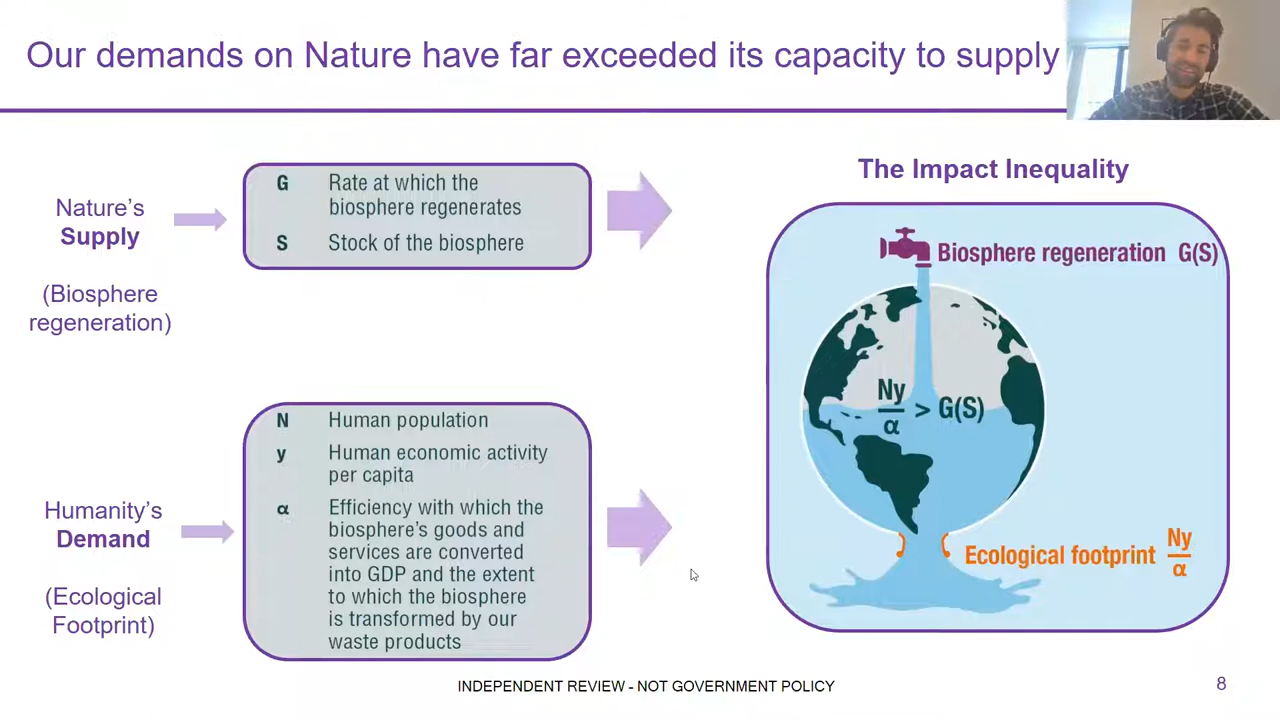 Our demands on Nature have far exceeded its capacity to supply
Nature's
Supply
(Biosphere
regeneration)
G Rate at which the
biosphere regenerates
S Stock of the biosphere
Humanity's
Demand
(Ecological
Footprint)
N Human population
y Human economic activity
per capita
α Efficiency with which the
biosphere's goods and
services are converted
into GDP and the extent
to which the biosphere
is transformed by our
waste products
The Impact Inequality
Biosphere regeneration G(S)
Ny
α
> G(S)
Ecological footprint
Ny
α
INDEPENDENT REVIEW - NOT GOVERNMENT POLICY
8